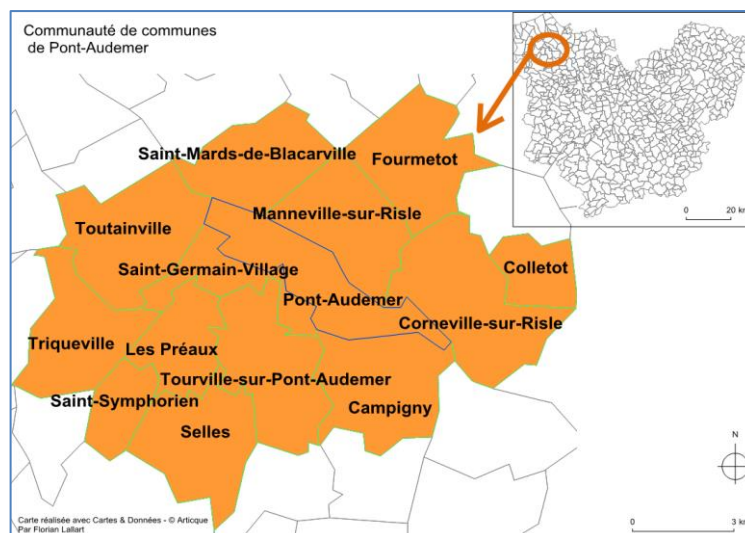 Communauté de communes
de Pont-Audemer
Saint-Mards-de-Blacarville
Fourmetot
Manneville-sur-Risle
Toutainville
Saint-Germain-Village
Colletot
Pont-Audemer
Corneville-sur-Risle
Triqueville
Les Préaux
Tourville-sur-Pont-Audemer
Saint-Symphorien
Campigny
Selles
0 20 km
N
0 3 km
Carte réalisée avec Cartes & Données - © Articque
Par Florian Lallart